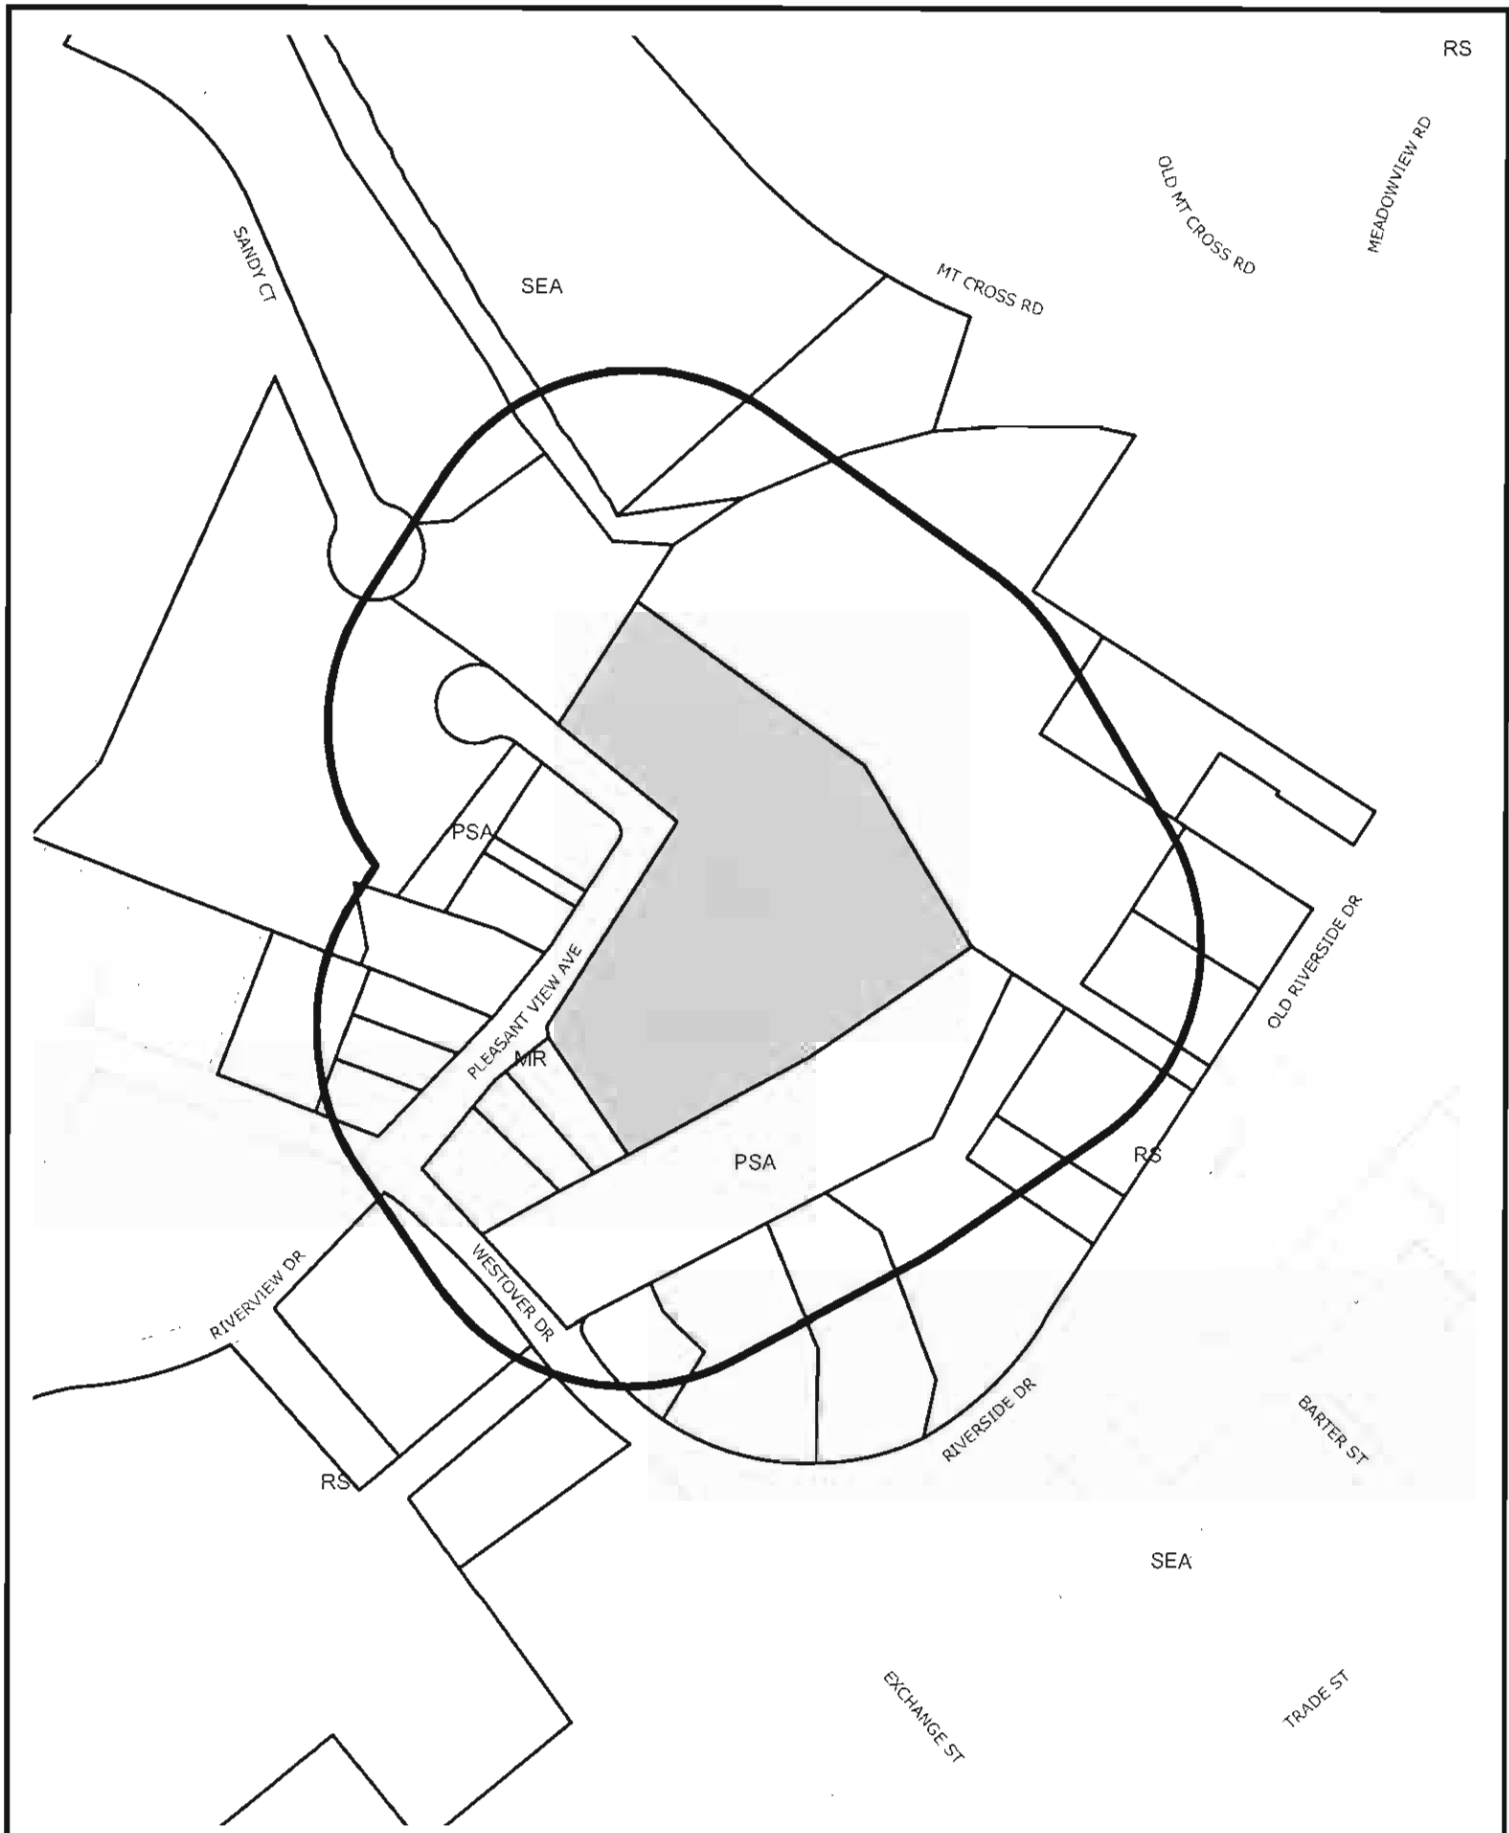 RS
MEADOWVIEW RD
OLD MT CROSS RD
SANDY CT
MT CROSS RD
SEA
PSA
OLD RIVERSIDE DR
PLEASANT VIEW AVE
MR
RS
PSA
WESTOVER DR
RIVERVIEW DR
RIVERSIDE DR
BARTER ST
RS
SEA
EXCHANGE ST
TRADE ST